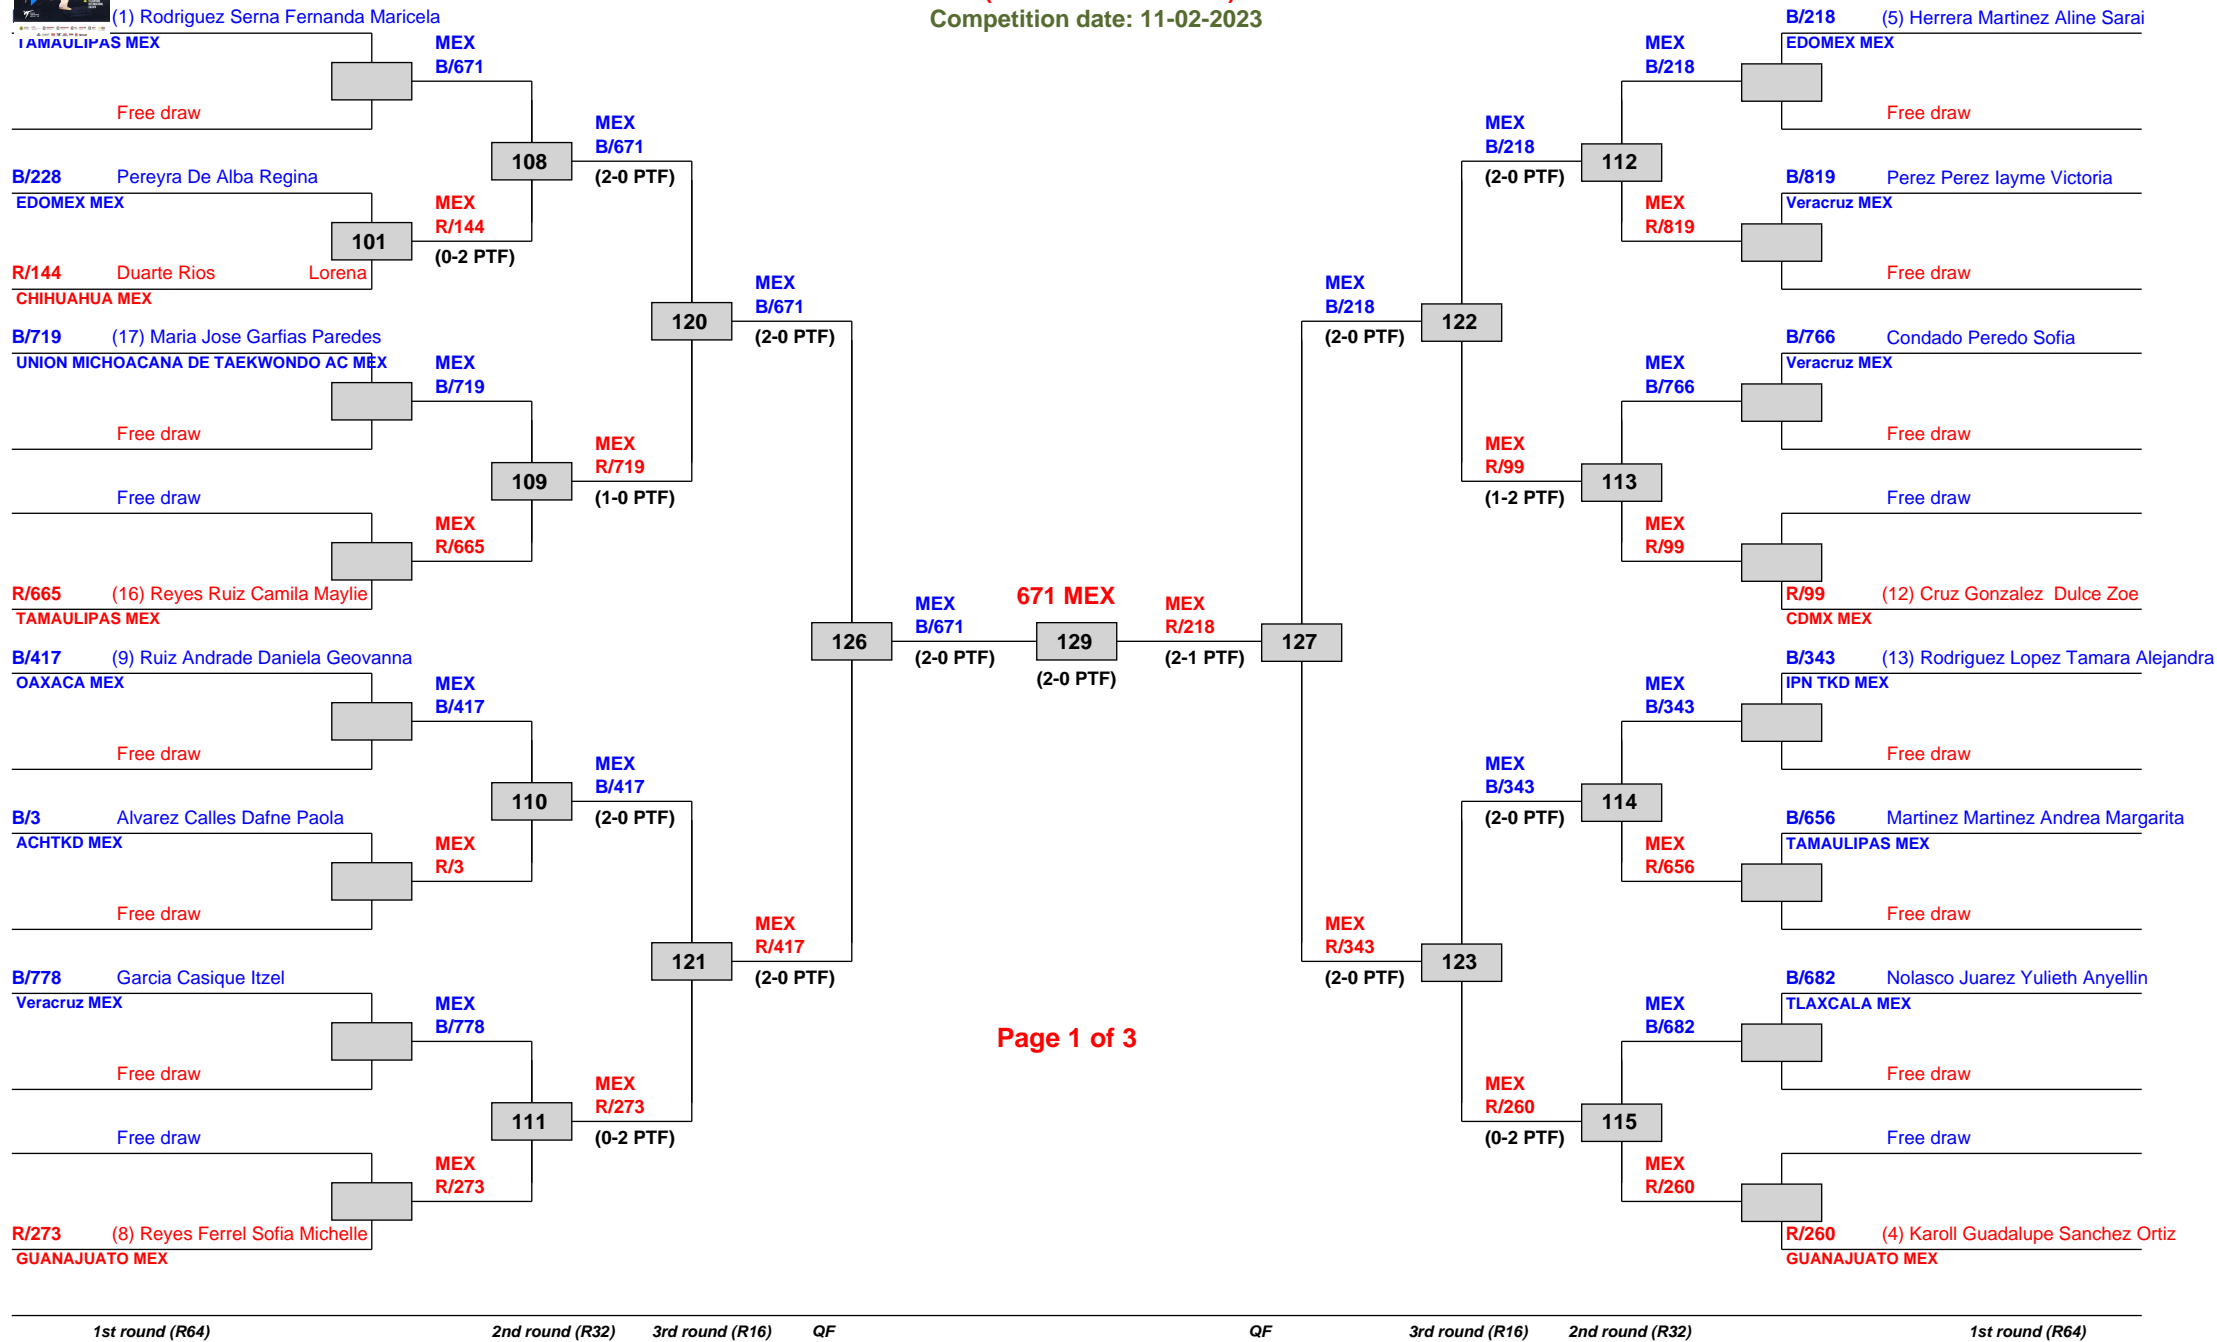 Competition date: 11-02-2023
(1) Rodriguez Serna Fernanda Maricela
TAMAULIPAS MEX
MEX
B/671
Free draw
MEX
B/671
(2-0 PTF)
108
B/228 Pereyra De Alba Regina
EDOMEX MEX
MEX
R/144
(0-2 PTF)
101
R/144 Duarte Rios Lorena
CHIHUAHUA MEX
MEX
B/671
(2-0 PTF)
120
B/719 (17) Maria Jose Garfias Paredes
UNION MICHOACANA DE TAEKWONDO AC MEX
MEX
B/719
Free draw
MEX
R/719
(1-0 PTF)
109
Free draw
MEX
R/665
R/665 (16) Reyes Ruiz Camila Maylie
TAMAULIPAS MEX
126
MEX
B/671
(2-0 PTF)
671 MEX
129
(2-0 PTF)
MEX
R/218
(2-1 PTF)
127
B/417 (9) Ruiz Andrade Daniela Geovanna
OAXACA MEX
MEX
B/417
Free draw
MEX
B/417
(2-0 PTF)
110
B/3 Alvarez Calles Dafne Paola
ACHTKD MEX
MEX
R/3
Free draw
MEX
R/417
(2-0 PTF)
121
B/778 Garcia Casique Itzel
Veracruz MEX
MEX
B/778
Free draw
MEX
R/273
(0-2 PTF)
111
Free draw
MEX
R/273
R/273 (8) Reyes Ferrel Sofia Michelle
GUANAJUATO MEX
Page 1 of 3
B/218 (5) Herrera Martinez Aline Sarai
EDOMEX MEX
MEX
B/218
Free draw
MEX
B/218
(2-0 PTF)
112
B/819 Perez Perez Iayme Victoria
Veracruz MEX
MEX
R/819
Free draw
MEX
B/218
(2-0 PTF)
122
B/766 Condado Peredo Sofia
Veracruz MEX
MEX
B/766
Free draw
MEX
R/99
(1-2 PTF)
113
Free draw
MEX
R/99
R/99 (12) Cruz Gonzalez Dulce Zoe
CDMX MEX
B/343 (13) Rodriguez Lopez Tamara Alejandra
IPN TKD MEX
MEX
B/343
Free draw
MEX
B/343
(2-0 PTF)
114
B/656 Martinez Martinez Andrea Margarita
TAMAULIPAS MEX
MEX
R/656
Free draw
MEX
R/343
(2-0 PTF)
123
B/682 Nolasco Juarez Yulieth Anyellin
TLAXCALA MEX
MEX
B/682
Free draw
MEX
R/260
(0-2 PTF)
115
Free draw
MEX
R/260
R/260 (4) Karoll Guadalupe Sanchez Ortiz
GUANAJUATO MEX
1st round (R64) 2nd round (R32) 3rd round (R16) QF QF 3rd round (R16) 2nd round (R32) 1st round (R64)